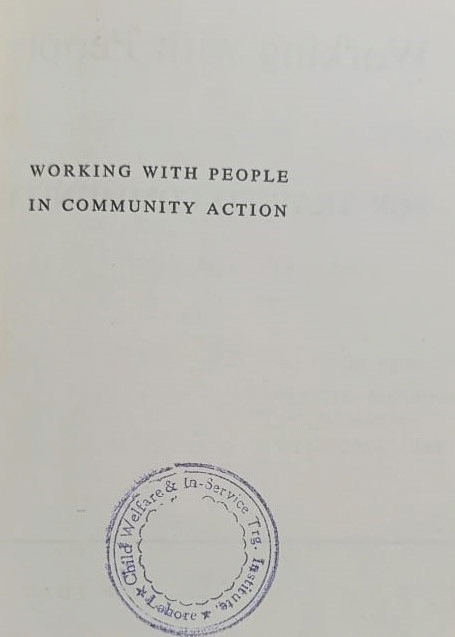 WORKING WITH PEOPLE
IN COMMUNITY ACTION
Child Welfare & In-Service Trg. Institute,
★ Lahore ★